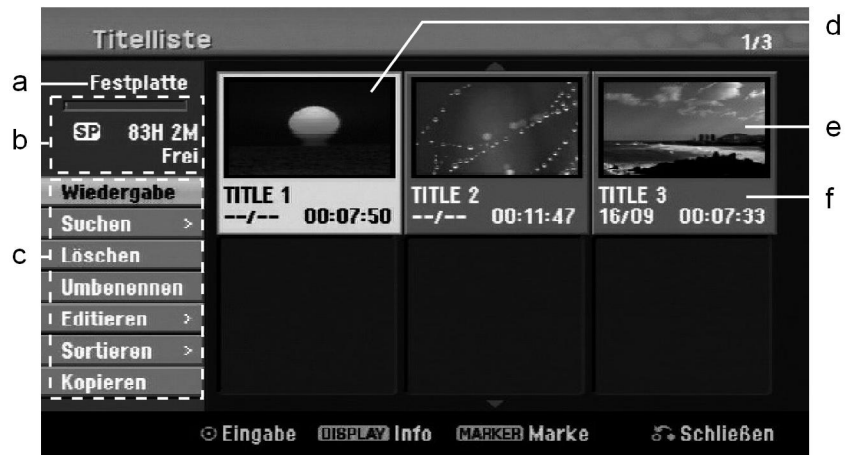 Titelliste
1/3
d
a
Festplatte
b
SP 83H 2M
Frei
e
f
c
Wiedergabe
Suchen >
Löschen
Umbenennen
Editieren >
Sortieren >
Kopieren
TITLE 1
--/-- 00:07:50
TITLE 2
--/-- 00:11:47
TITLE 3
16/09 00:07:33
Eingabe DISPLAY Info MARKER Marke Schließen